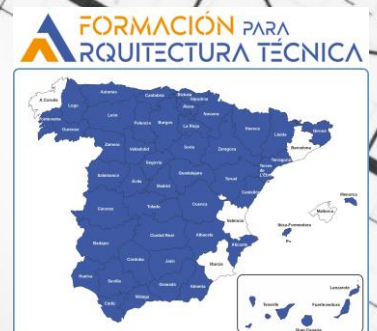 FORMACIÓN PARA
ARQUITECTURA TÉCNICA
A Coruña
Lugo
Asturias
Cantabria
Bizkaia
Gipuzkoa
Álava
Navarra
Pontevedra
Ourense
León
Palencia
Burgos
La Rioja
Huesca
Lleida
Girona
Barcelona
Zamora
Valladolid
Soria
Zaragoza
Tarragona
Segovia
Salamanca
Ávila
Madrid
Guadalajara
Teruel
Castellón
Menorca
Mallorca
Cáceres
Toledo
Cuenca
Valencia
Badajoz
Ciudad Real
Albacete
Alicante
Murcia
Huelva
Sevilla
Córdoba
Jaén
Granada
Almería
Cádiz
Málaga
Lanzarote
Tenerife
Fuerteventura
Gran Canaria